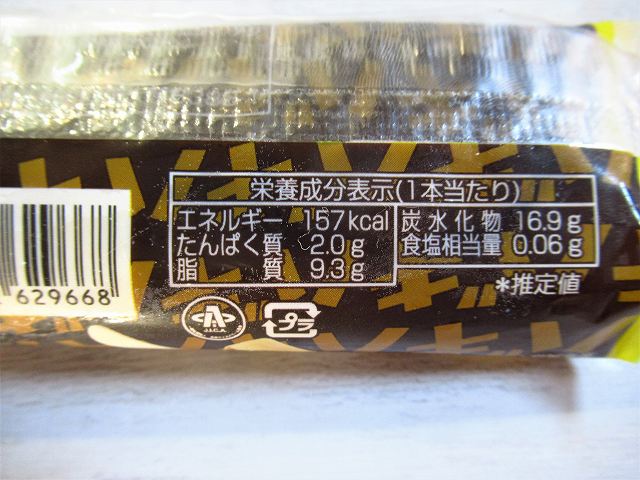 栄養成分表示(1本当たり)
エネルギー 157kcal
たんぱく質 2.0g
脂質 9.3g
炭水化物 16.9g
食塩相当量 0.06g
*推定値
629668
J.I.C.A.
プラ